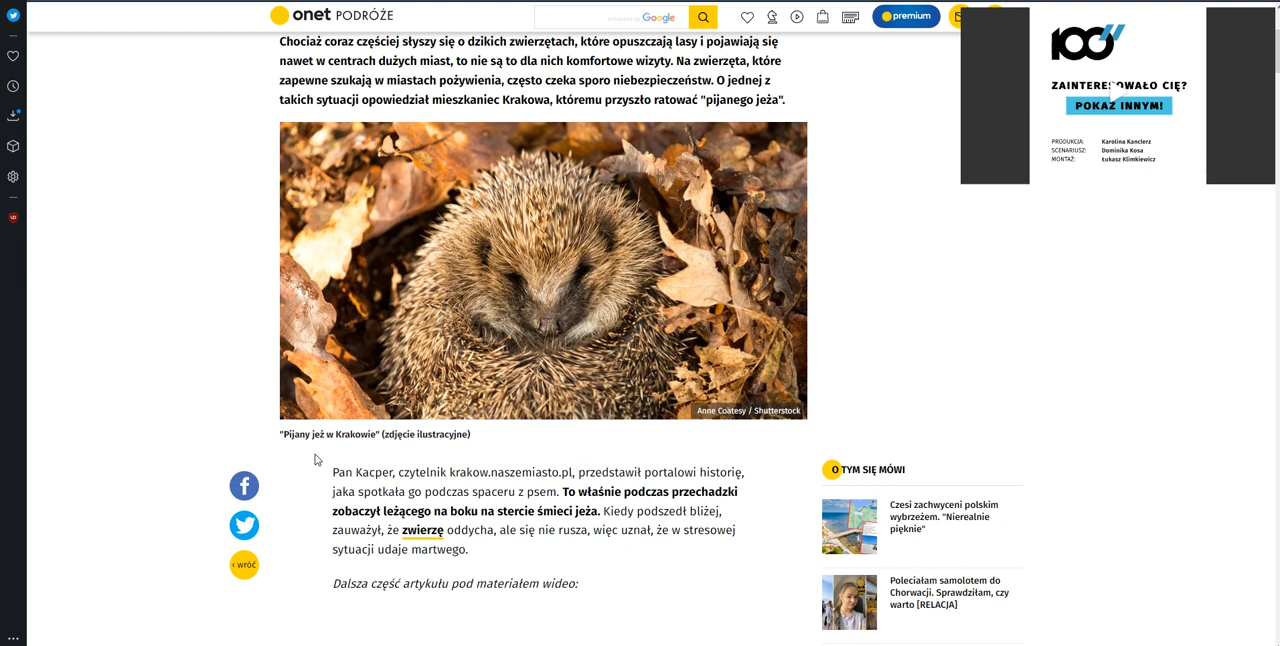 onet PODRÓŻE
enhanced by Google
premium
Chociaż coraz częściej słyszy się o dzikich zwierzętach, które opuszczają lasy i pojawiają się
nawet w centrach dużych miast, to nie są to dla nich komfortowe wizyty. Na zwierzęta, które
zapewne szukają w miastach pożywienia, często czeka sporo niebezpieczeństw. O jednej z
takich sytuacji opowiedział mieszkaniec Krakowa, któremu przyszło ratować "pijanego jeża".
100
ZAINTERESOWAŁO CIĘ?
POKAŻ INNYM!
PRODUKCJA: Karolina Kanclerz
SCENARIUSZ: Dominika Kosa
MONTAŻ: Łukasz Klimkiewicz
Anne Coatesy / Shutterstock
"Pijany jeż w Krakowie" (zdjęcie ilustracyjne)
Pan Kacper, czytelnik krakow.naszemiasto.pl, przedstawił portalowi historię,
jaka spotkała go podczas spaceru z psem. To właśnie podczas przechadzki
zobaczył leżącego na boku na stercie śmieci jeża. Kiedy podszedł bliżej,
zauważył, że zwierzę oddycha, ale się nie rusza, więc uznał, że w stresowej
sytuacji udaje martwego.
Dalsza część artykułu pod materiałem wideo:
‹ wróć
O TYM SIĘ MÓWI
Czesi zachwyceni polskim
wybrzeżem. "Nierealnie
pięknie"
Poleciałam samolotem do
Chorwacji. Sprawdziłam, czy
warto [RELACJA]